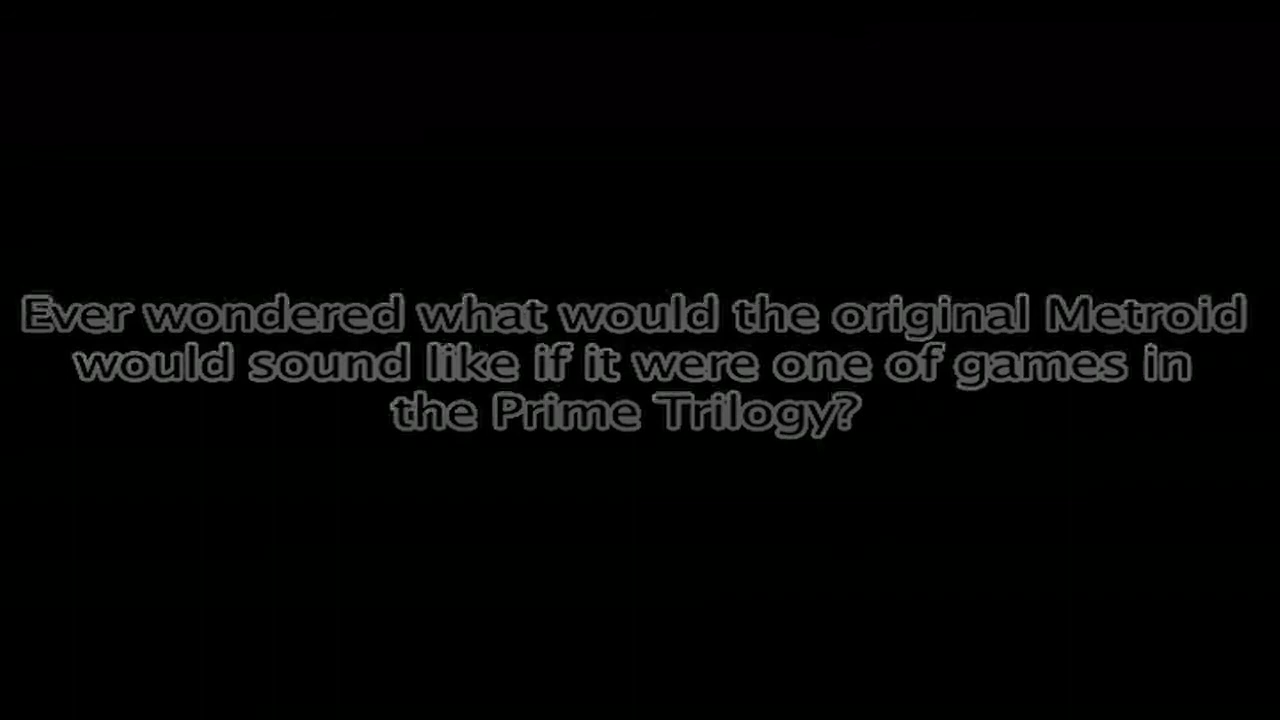 Ever wondered what would the original Metroid
would sound like if it were one of games in
the Prime Trilogy?